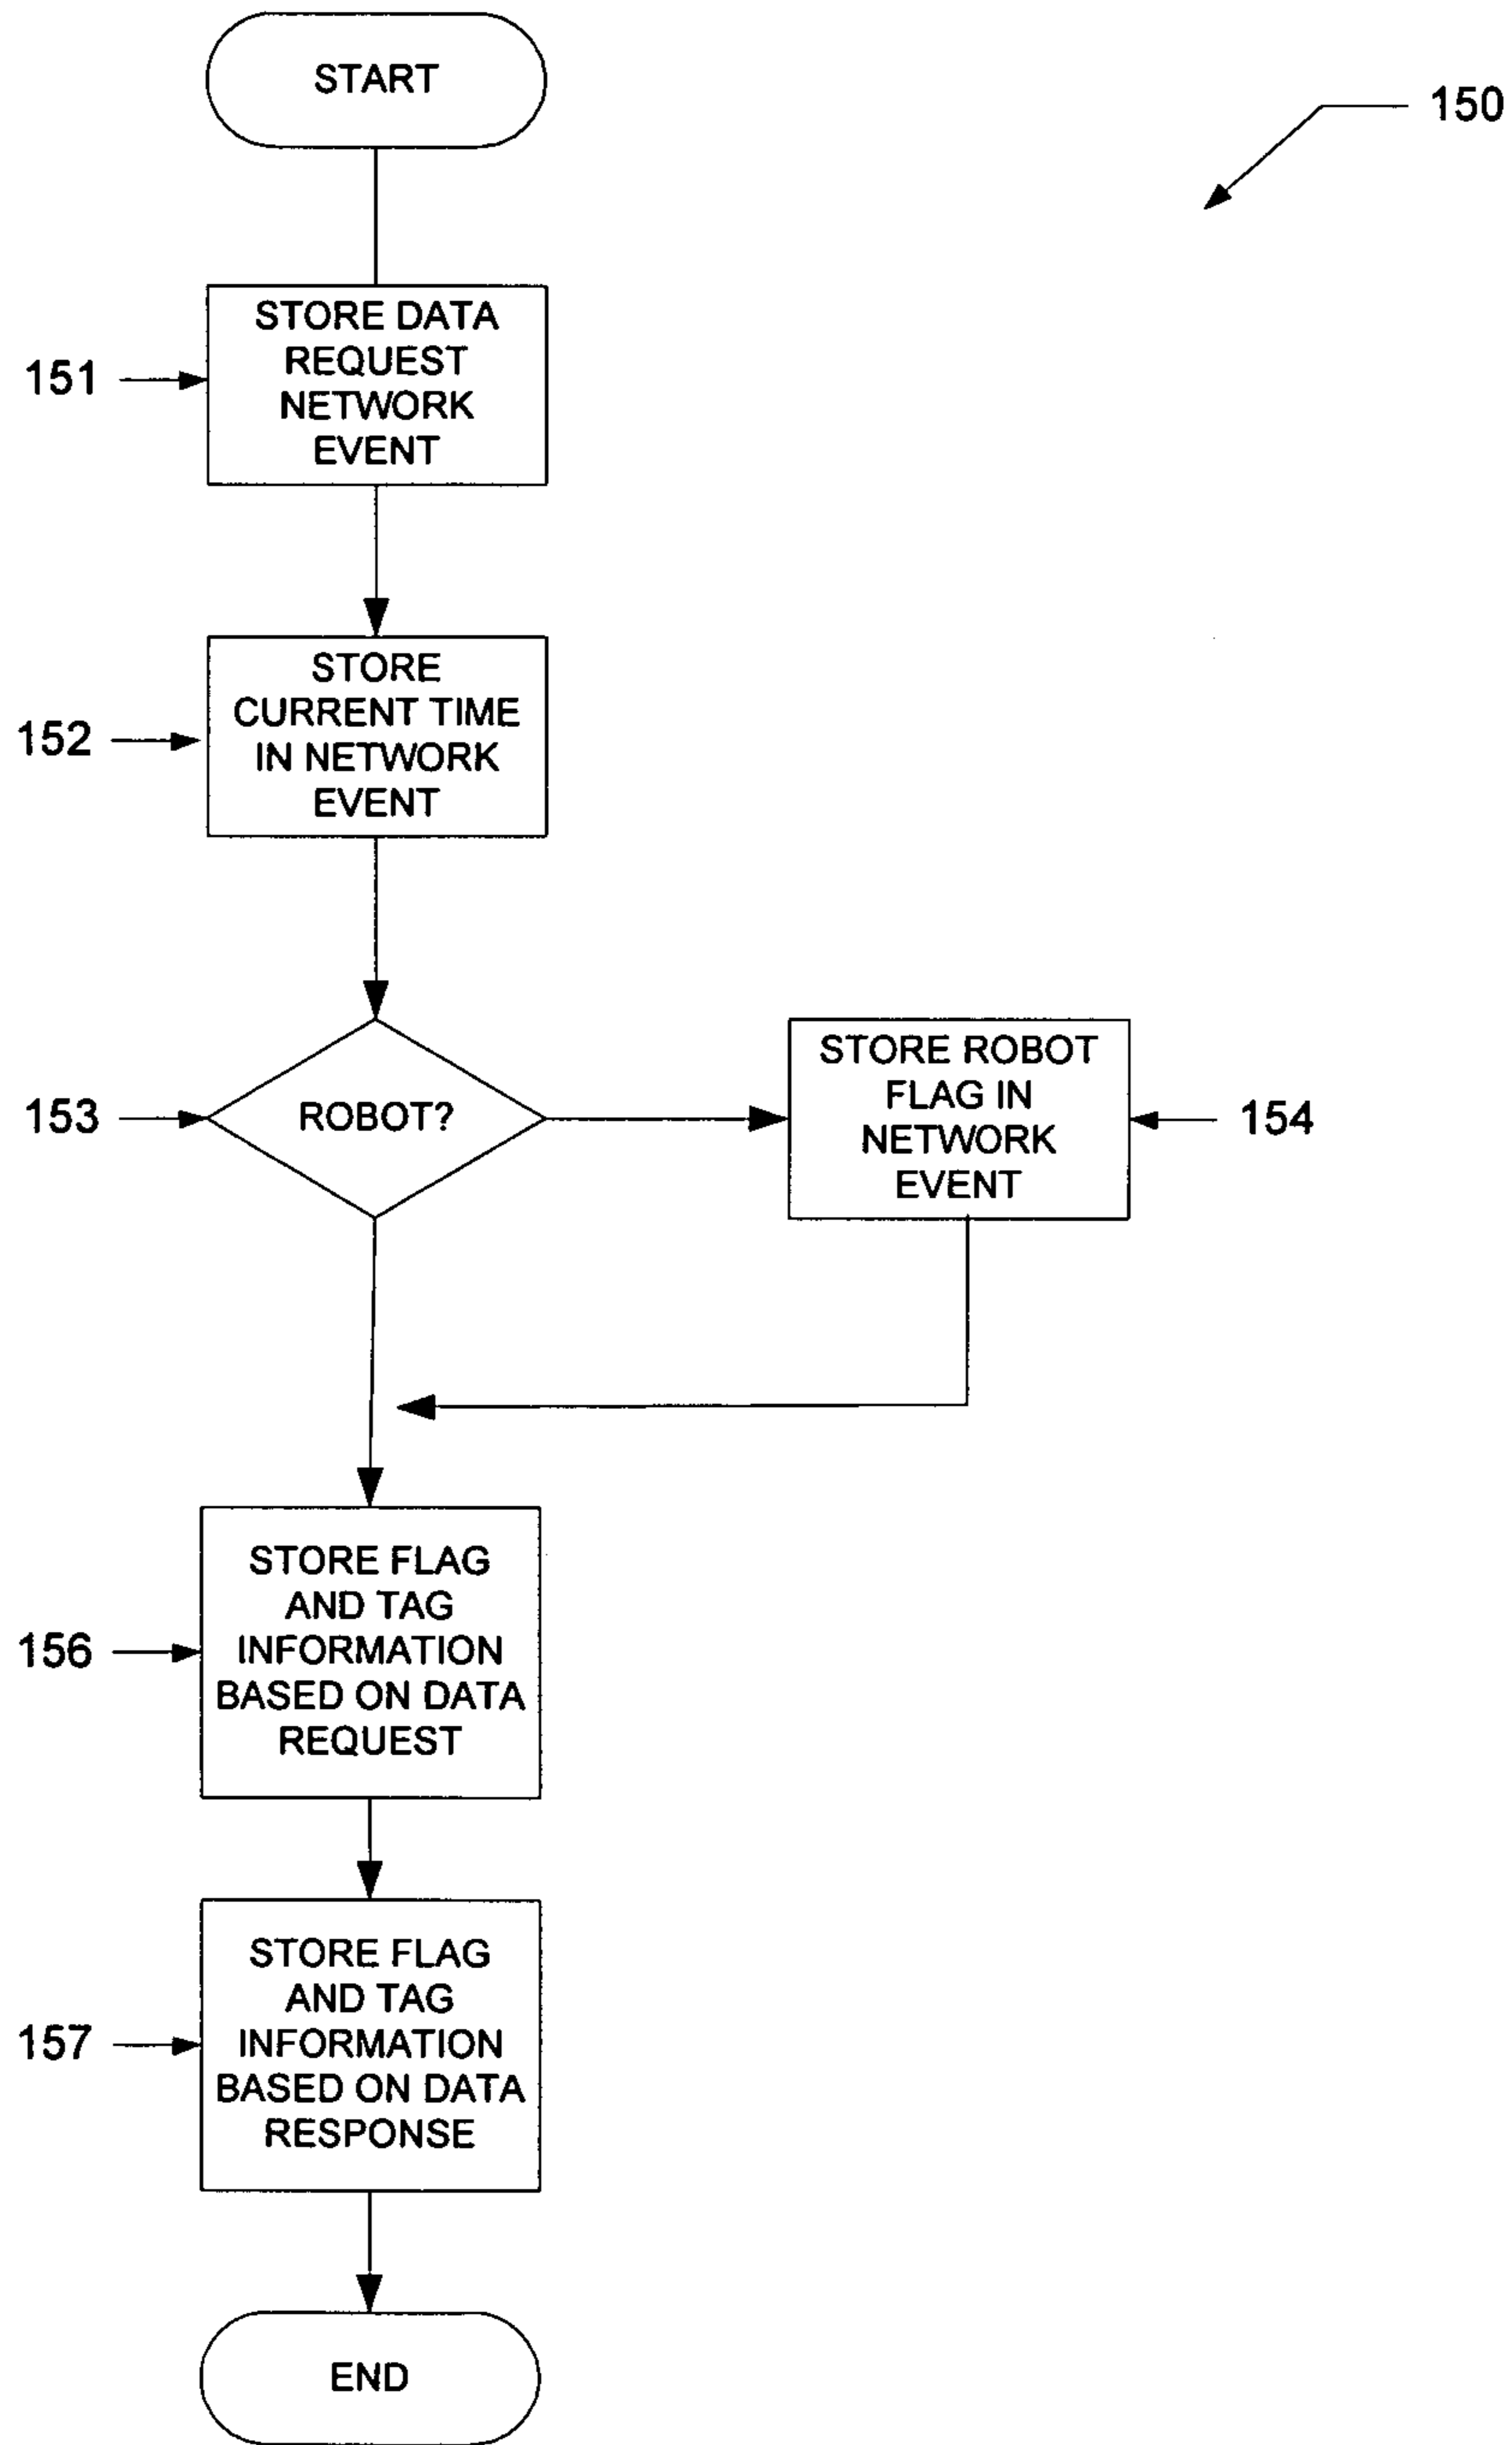 START
150
STORE DATA
REQUEST
NETWORK
EVENT
151
STORE
CURRENT TIME
IN NETWORK
EVENT
152
ROBOT?
153
STORE ROBOT
FLAG IN
NETWORK
EVENT
154
STORE FLAG
AND TAG
INFORMATION
BASED ON DATA
REQUEST
156
STORE FLAG
AND TAG
INFORMATION
BASED ON DATA
RESPONSE
157
END